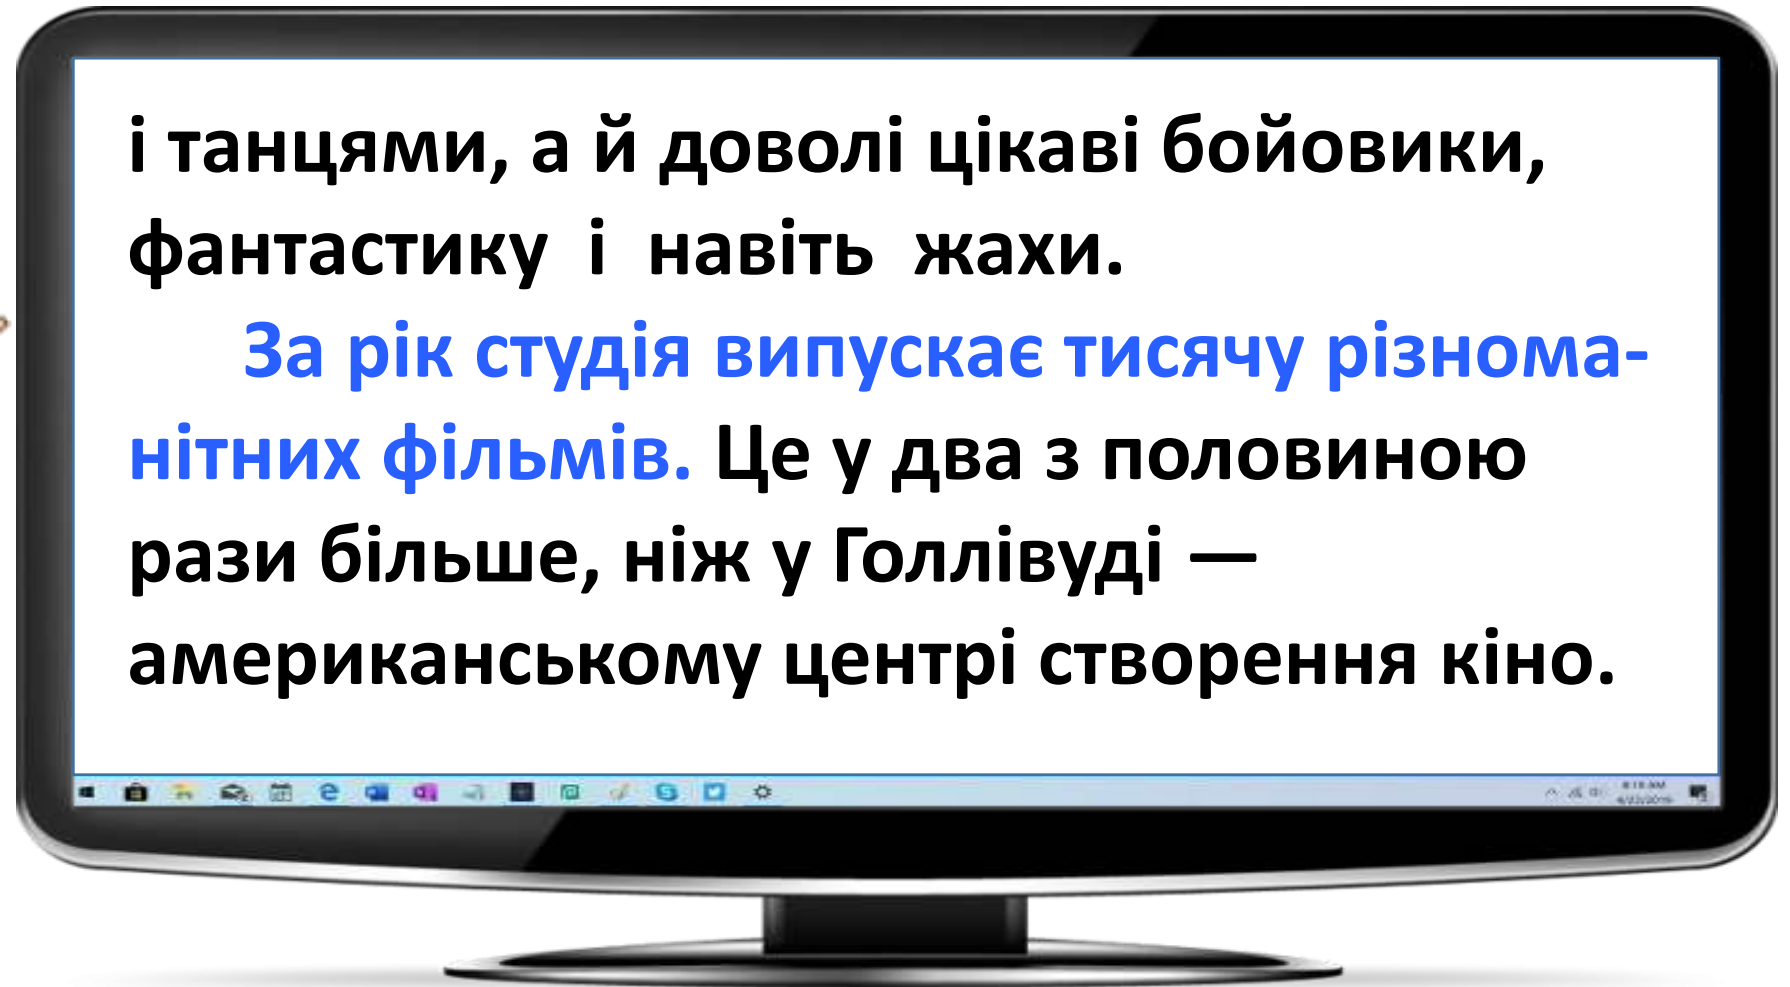 і танцями, а й доволі цікаві бойовики,
фантастику і навіть жахи.
За рік студія випускає тисячу різнома-
нітних фільмів. Це у два з половиною
рази більше, ніж у Голлівуді —
американському центрі створення кіно.